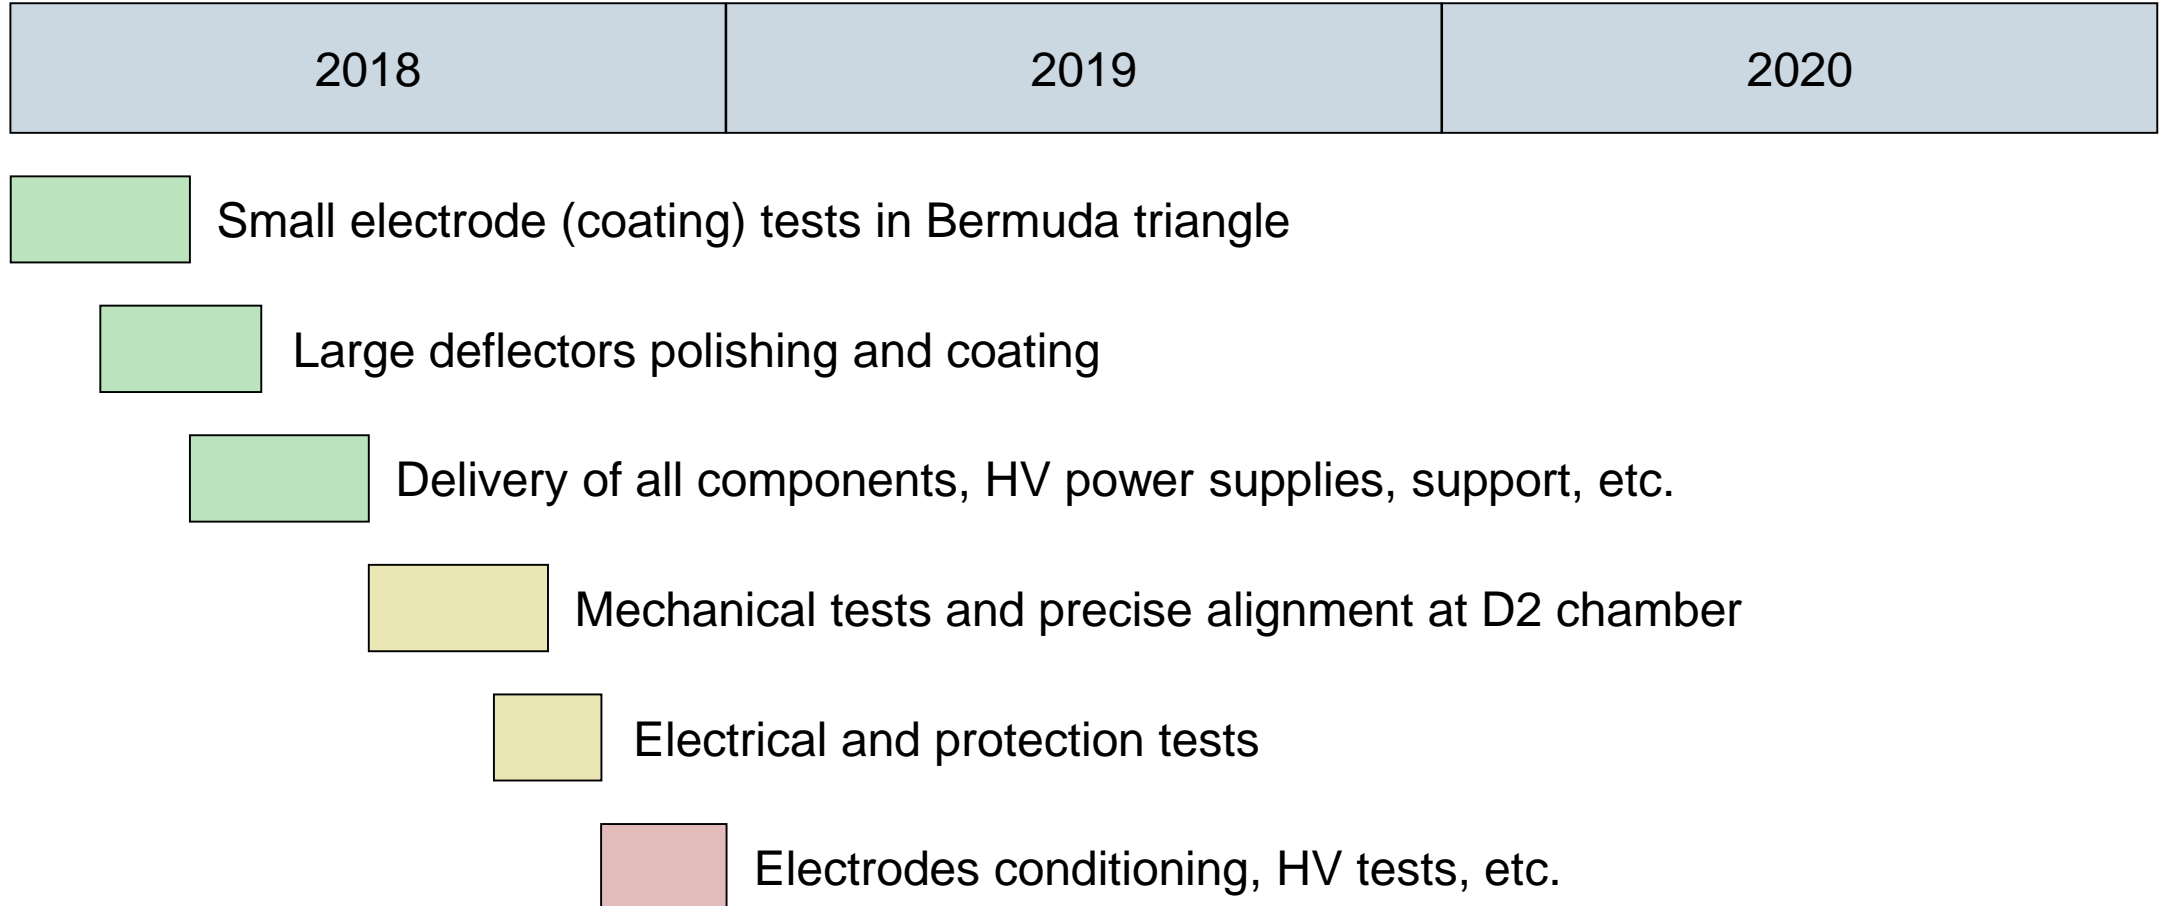 2018 2019 2020
Small electrode (coating) tests in Bermuda triangle
Large deflectors polishing and coating
Delivery of all components, HV power supplies, support, etc.
Mechanical tests and precise alignment at D2 chamber
Electrical and protection tests
Electrodes conditioning, HV tests, etc.